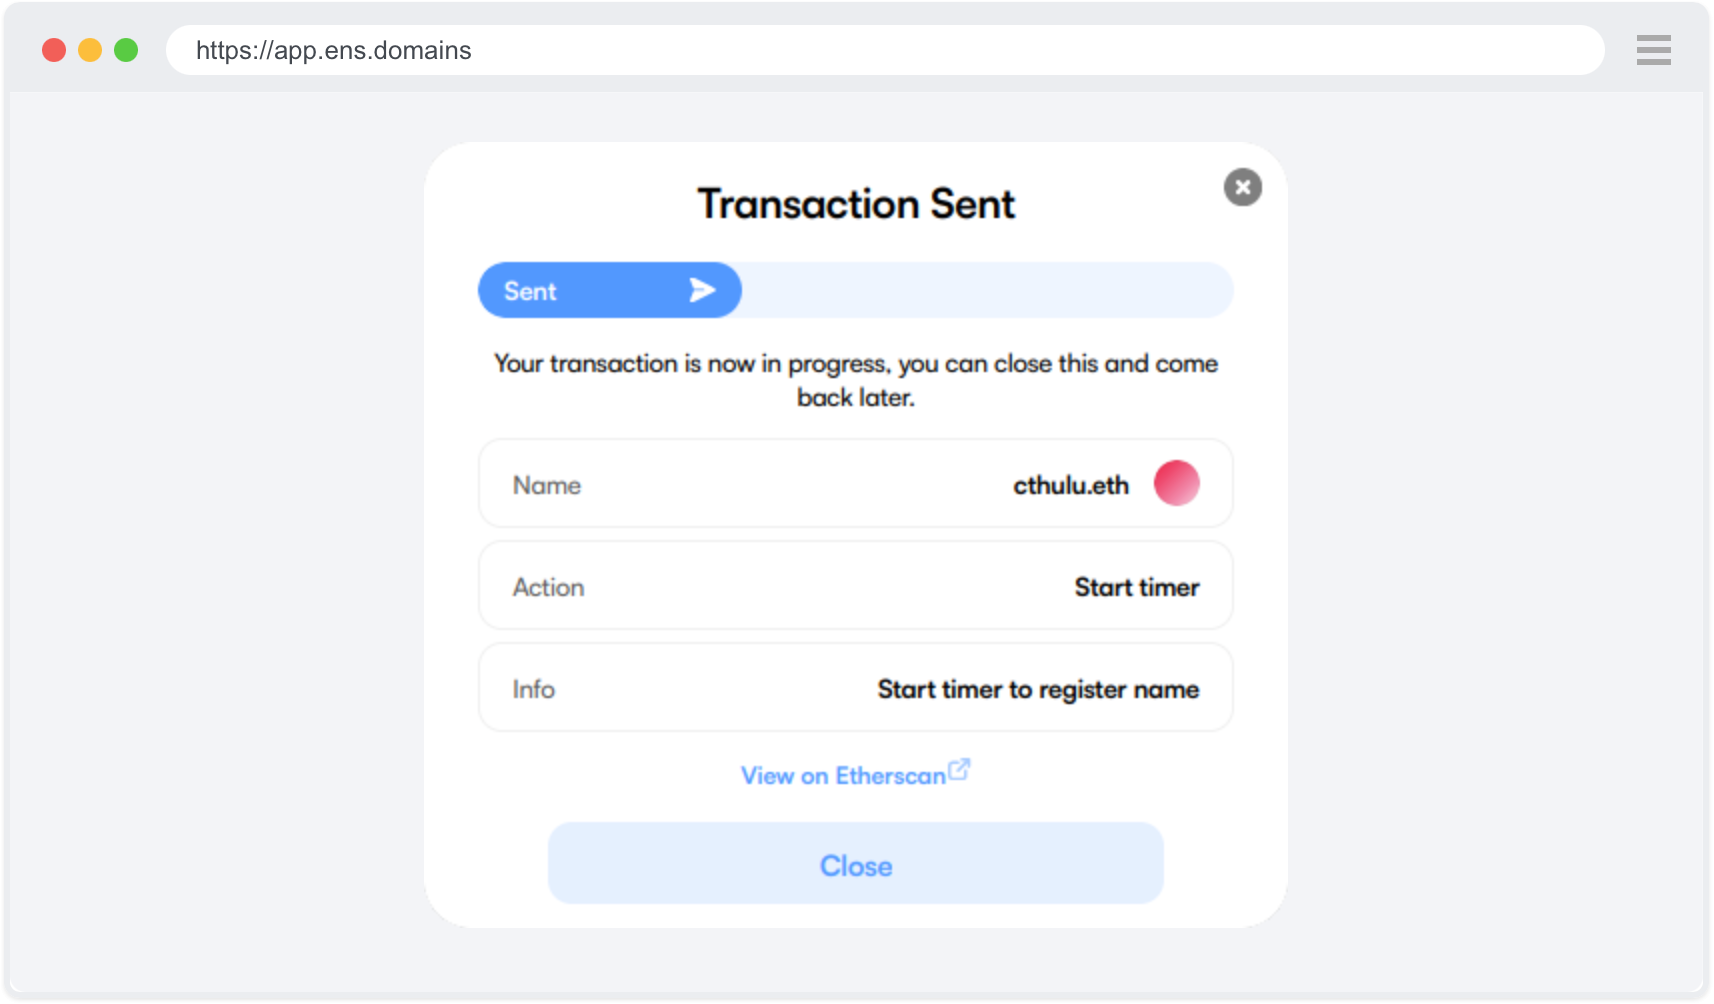 https://app.ens.domains
Transaction Sent
Sent
Your transaction is now in progress, you can close this and come
back later.
Name cthulu.eth
Action Start timer
Info Start timer to register name
View on Etherscan
Close